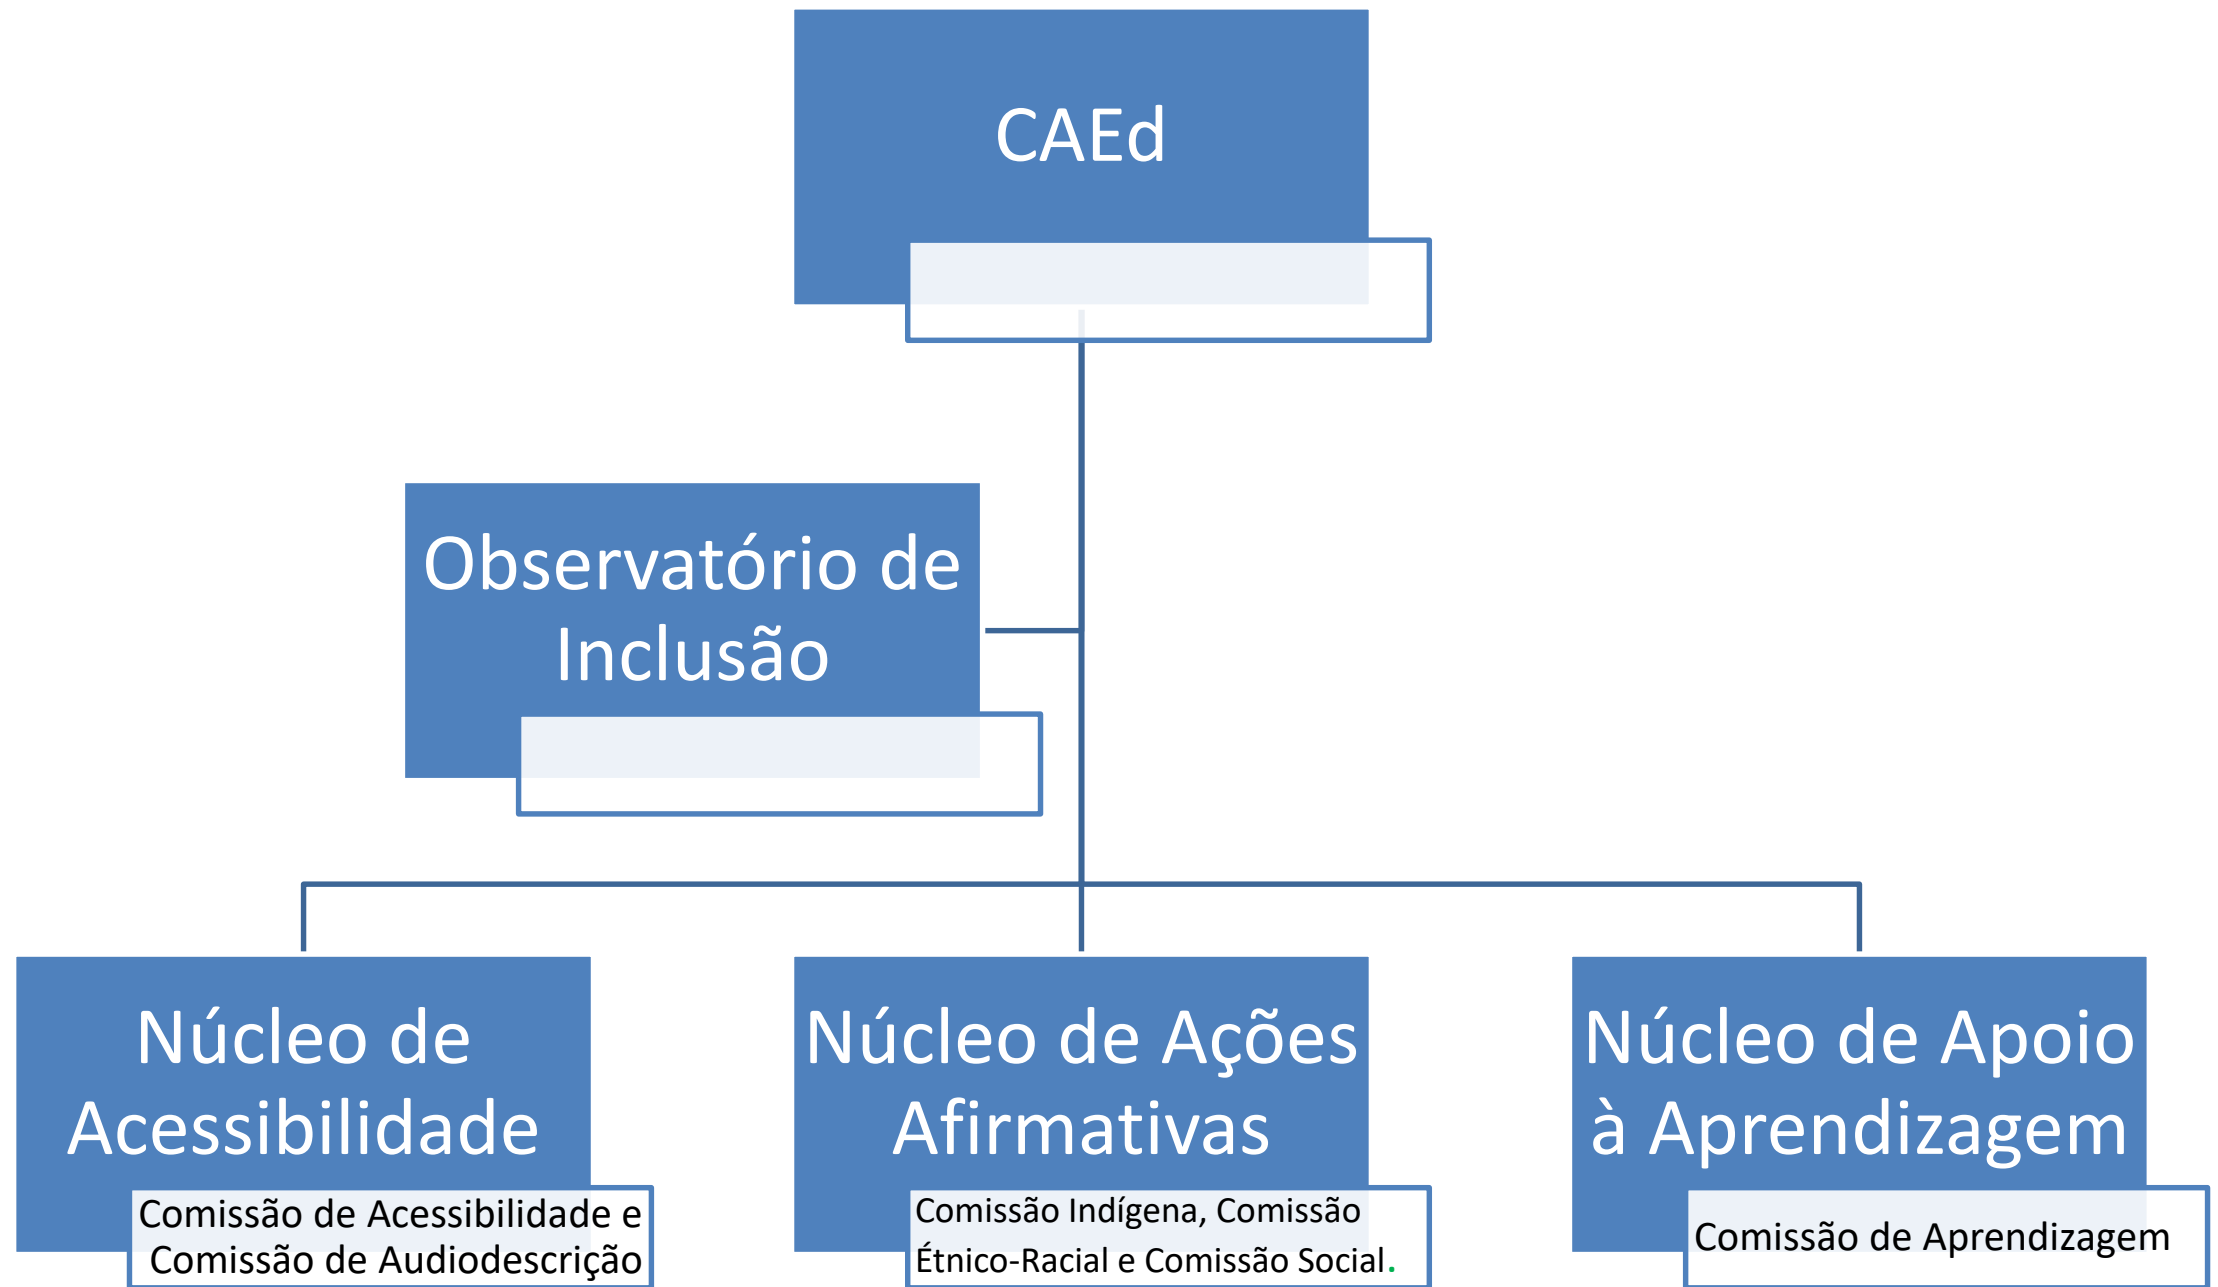 CAEd
Observatório de
Inclusão
Núcleo de
Acessibilidade
Comissão de Acessibilidade e
Comissão de Audiodescrição
Núcleo de Ações
Afirmativas
Comissão Indígena, Comissão
Étnico-Racial e Comissão Social.
Núcleo de Apoio
à Aprendizagem
Comissão de Aprendizagem